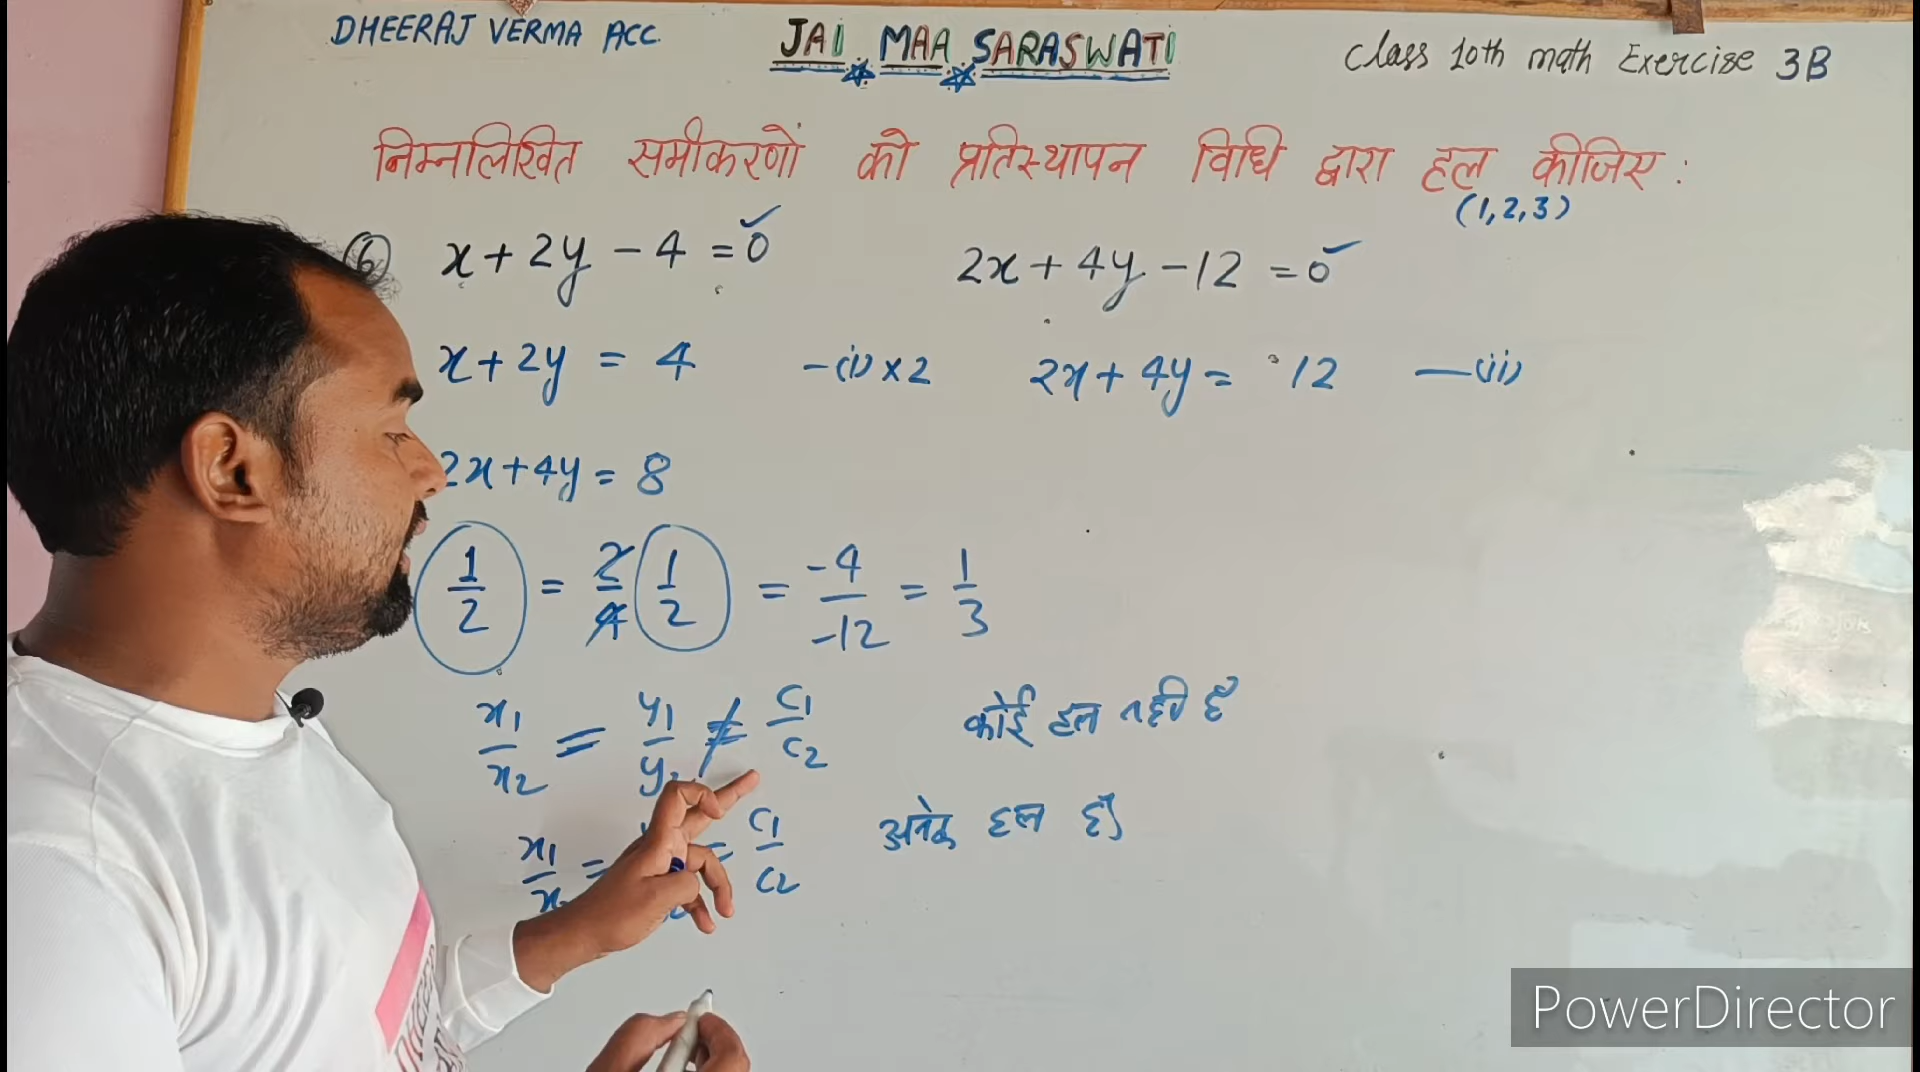 DHEERAJ VERMA ACC. JAI MAA SARASWATI Class 10th math Exercise 3B
निम्नलिखित समीकरणों को प्रतिस्थापन विधि द्वारा हल कीजिए :
(1,2,3)
⑥ x + 2y - 4 = 0 2x + 4y - 12 = 0
x + 2y = 4 -(i) × 2 2x + 4y = 12 —(ii)
2x + 4y = 8
1/2 = 2/4 1/2 = -4/-12 = 1/3
x1/x2 = y1/y2 ≠ c1/c2 कोई हल नहीं है
x1/x = = c1/c2 अनेक हल हैं
PowerDirector